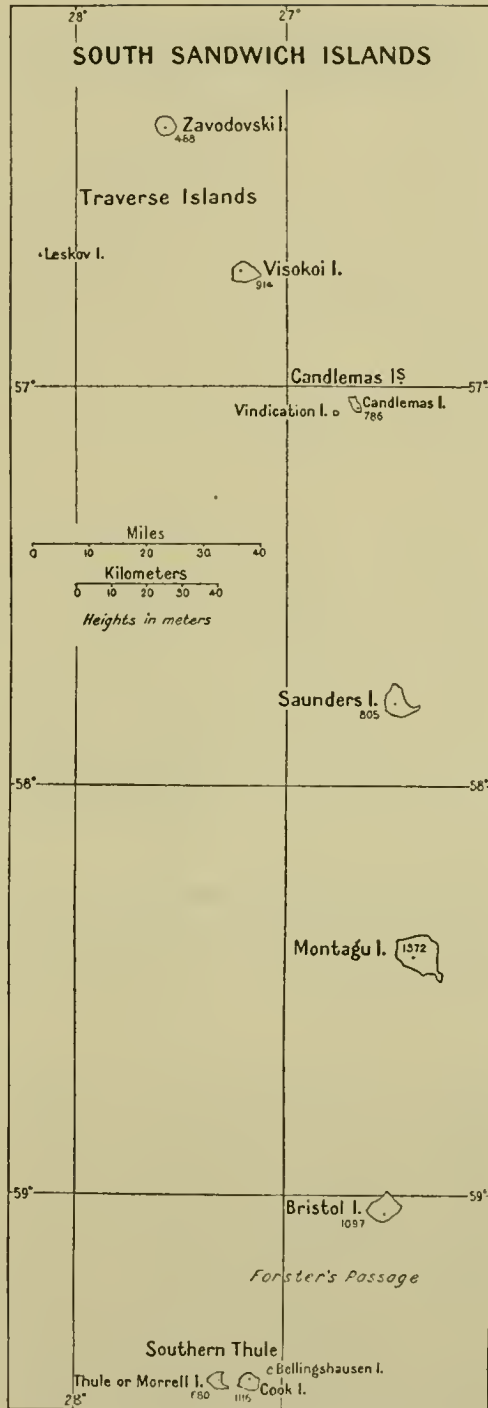 28° 27°
SOUTH SANDWICH ISLANDS
Zavodovski I.
Traverse Islands
Leskov I.
Visokoi I.
914
Candlemas Is
57° 57°
Vindication I. Candlemas I.
786
Miles
0 10 20 30 40
Kilometers
0 10 20 30 40
Heights in meters
Saunders I.
805
58° 58°
Montagu I. 1372
59° 59°
Bristol I.
1097
Forster's Passage
Southern Thule
Bellingshausen I.
Thule or Morrell I. Cook I.
1116
28° 27°